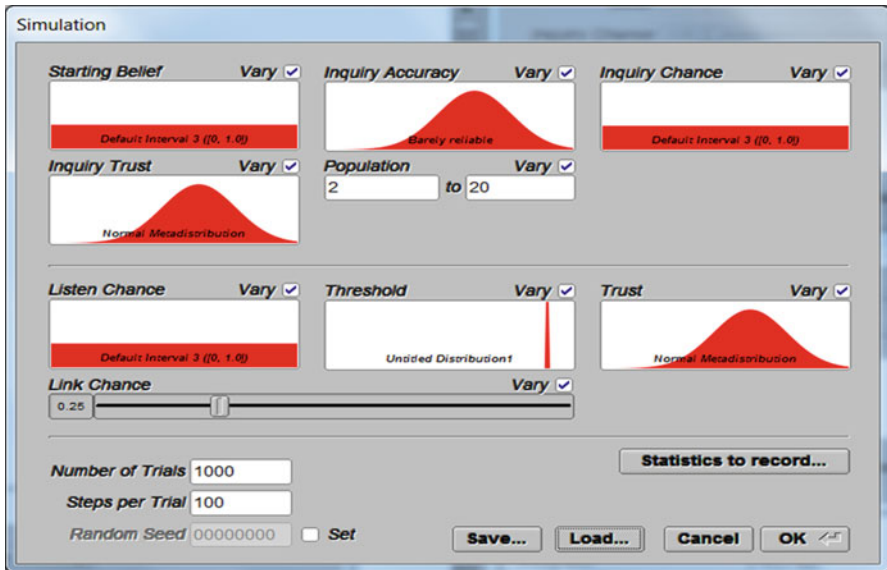 Simulation
Starting Belief Vary
Inquiry Accuracy Vary
Inquiry Chance Vary
Default Interval 3 ([0, 1.0])
Barely reliable
Default Interval 3 ([0, 1.0])
Inquiry Trust Vary
Population Vary
Normal Metadistribution
2 to 20
Listen Chance Vary
Threshold Vary
Trust Vary
Default Interval 3 ([0, 1.0])
Untitled Distribution1
Normal Metadistribution
Link Chance Vary
0.25
Number of Trials 1000
Statistics to record...
Steps per Trial 100
Random Seed 00000000 Set
Save... Load... Cancel OK